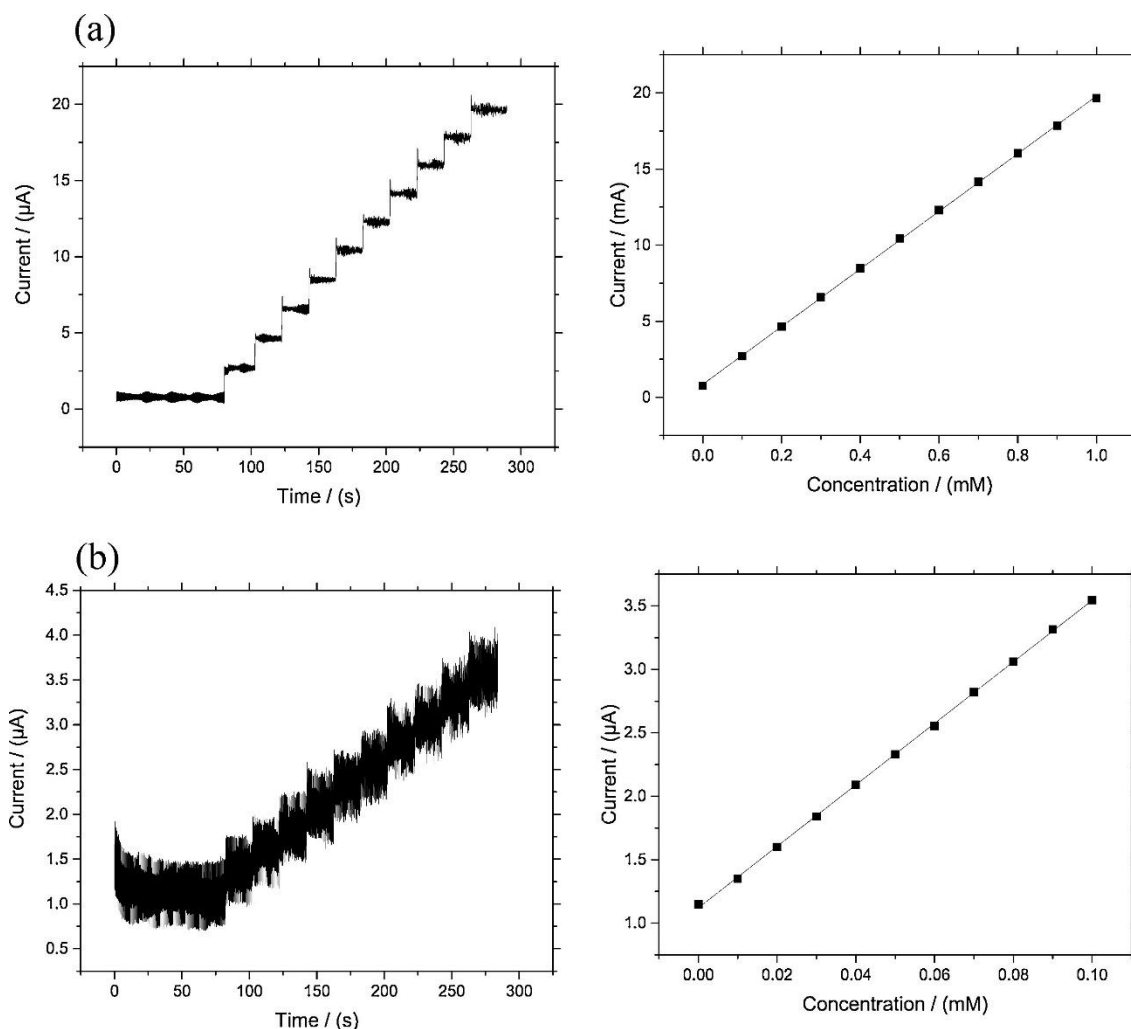 (a)
20
15
10
5
0
Current / (µA)
0 50 100 150 200 250 300
Time / (s)
20
15
10
5
0
Current / (mA)
0.0 0.2 0.4 0.6 0.8 1.0
Concentration / (mM)
(b)
4.5
4.0
3.5
3.0
2.5
2.0
1.5
1.0
0.5
Current / (µA)
0 50 100 150 200 250 300
Time / (s)
3.5
3.0
2.5
2.0
1.5
1.0
Current / (µA)
0.00 0.02 0.04 0.06 0.08 0.10
Concentration / (mM)